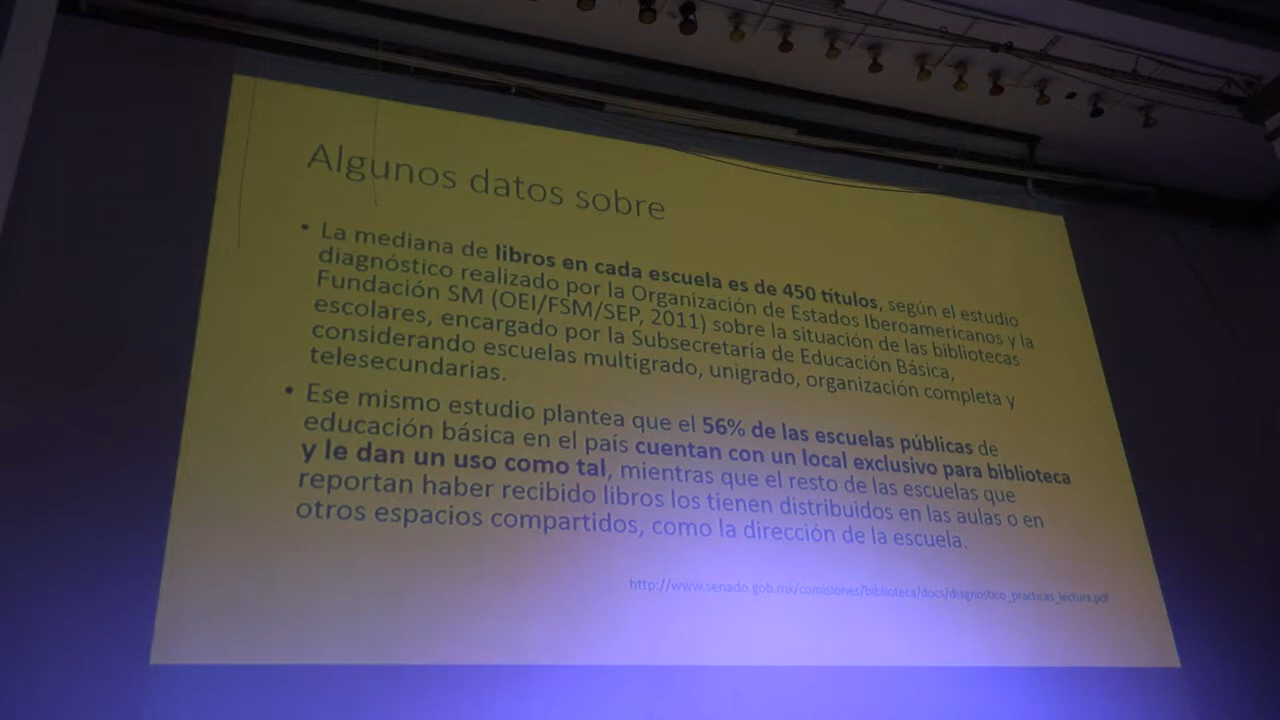 Algunos datos sobre
• La mediana de libros en cada escuela es de 450 títulos, según el estudio
diagnóstico realizado por la Organización de Estados Iberoamericanos y la
Fundación SM (OEI/FSM/SEP, 2011) sobre la situación de las bibliotecas
escolares, encargado por la Subsecretaría de Educación Básica,
considerando escuelas multigrado, unigrado, organización completa y
telesecundarias.
• Ese mismo estudio plantea que el 56% de las escuelas públicas de
educación básica en el país cuentan con un local exclusivo para biblioteca
y le dan un uso como tal, mientras que el resto de las escuelas que
reportan haber recibido libros los tienen distribuidos en las aulas o en
otros espacios compartidos, como la dirección de la escuela.
http://www.senado.gob.mx/comisiones/biblioteca/docs/diagnostico_practicas_lectura.pdf